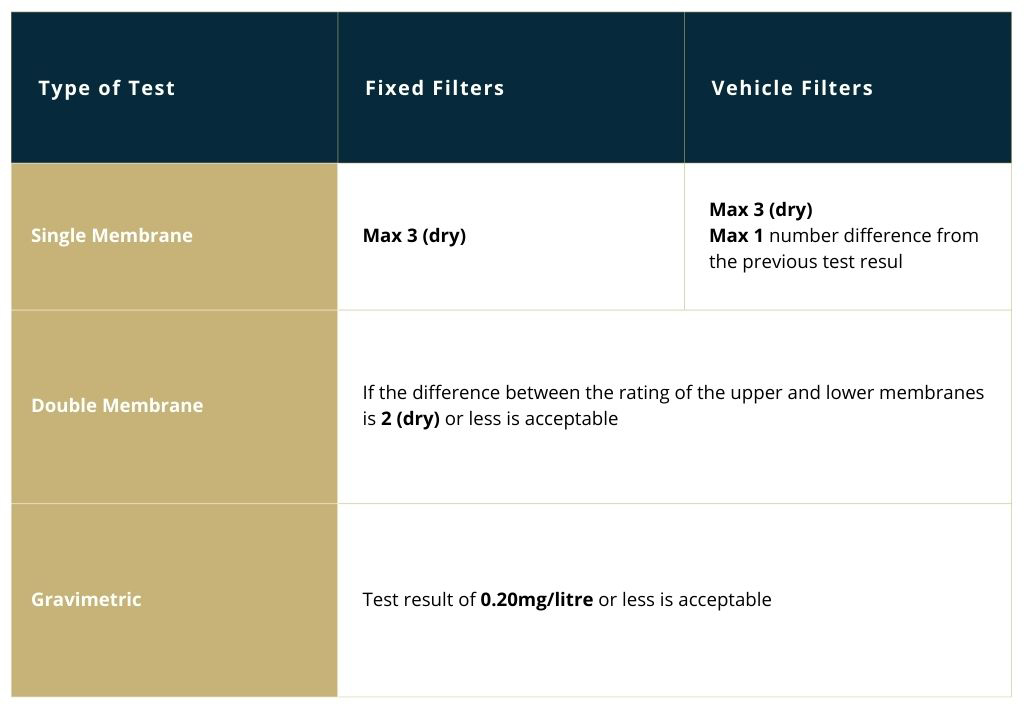 Type of Test
Fixed Filters
Vehicle Filters
Single Membrane
Max 3 (dry)
Max 3 (dry)
Max 1 number difference from
the previous test resul
Double Membrane
If the difference between the rating of the upper and lower membranes
is 2 (dry) or less is acceptable
Gravimetric
Test result of 0.20mg/litre or less is acceptable